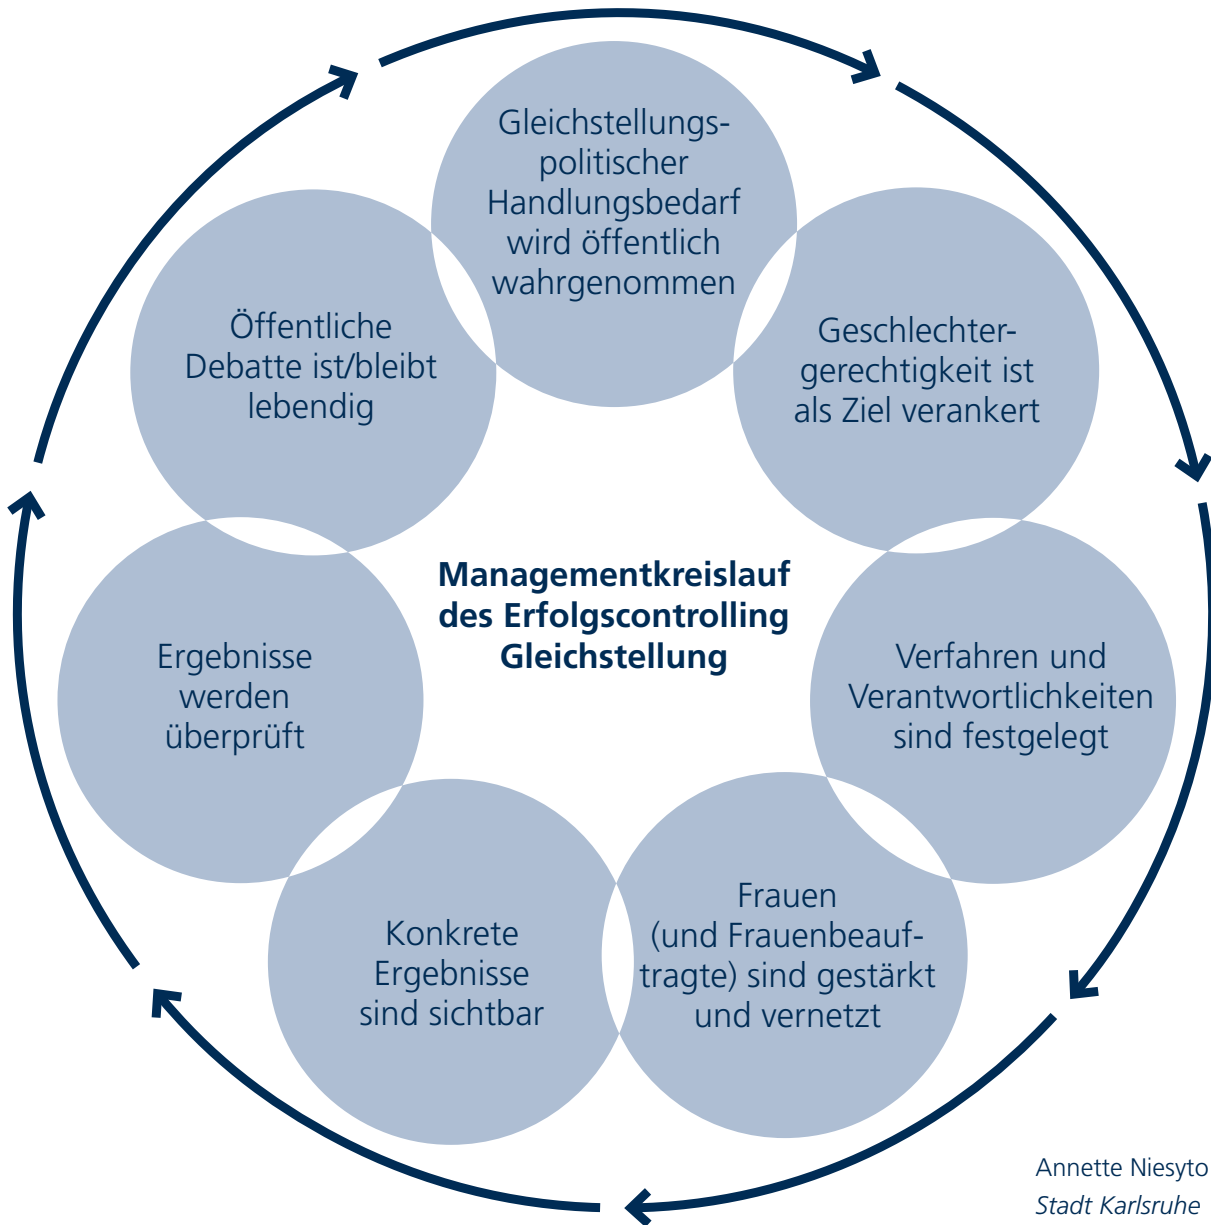 Gleichstellungs-
politischer
Handlungsbedarf
wird öffentlich
wahrgenommen
Geschlechter-
gerechtigkeit ist
als Ziel verankert
Verfahren und
Verantwortlichkeiten
sind festgelegt
Frauen
(und Frauenbeauf-
tragte) sind gestärkt
und vernetzt
Konkrete
Ergebnisse
sind sichtbar
Ergebnisse
werden
überprüft
Öffentliche
Debatte ist/bleibt
lebendig
Managementkreislauf
des Erfolgscontrolling
Gleichstellung
Annette Niesyto
Stadt Karlsruhe